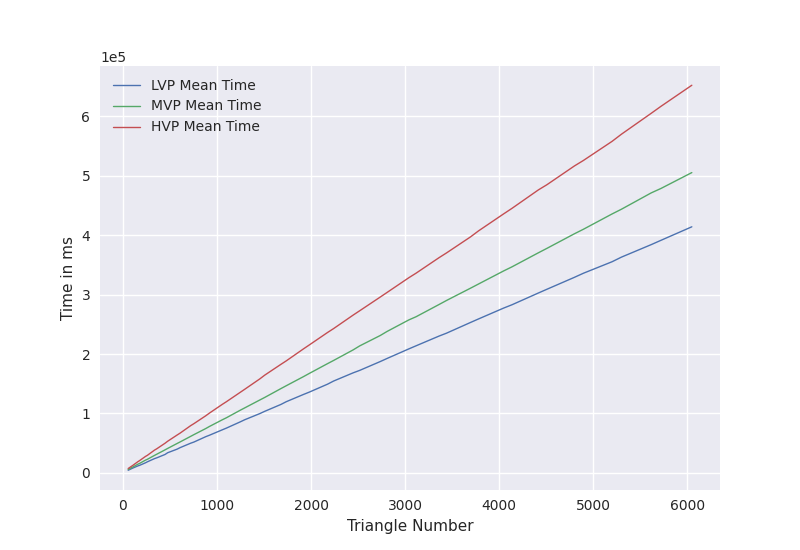 1e5
LVP Mean Time
MVP Mean Time
HVP Mean Time
6
5
4
3
2
1
0
Time in ms
0 1000 2000 3000 4000 5000 6000
Triangle Number